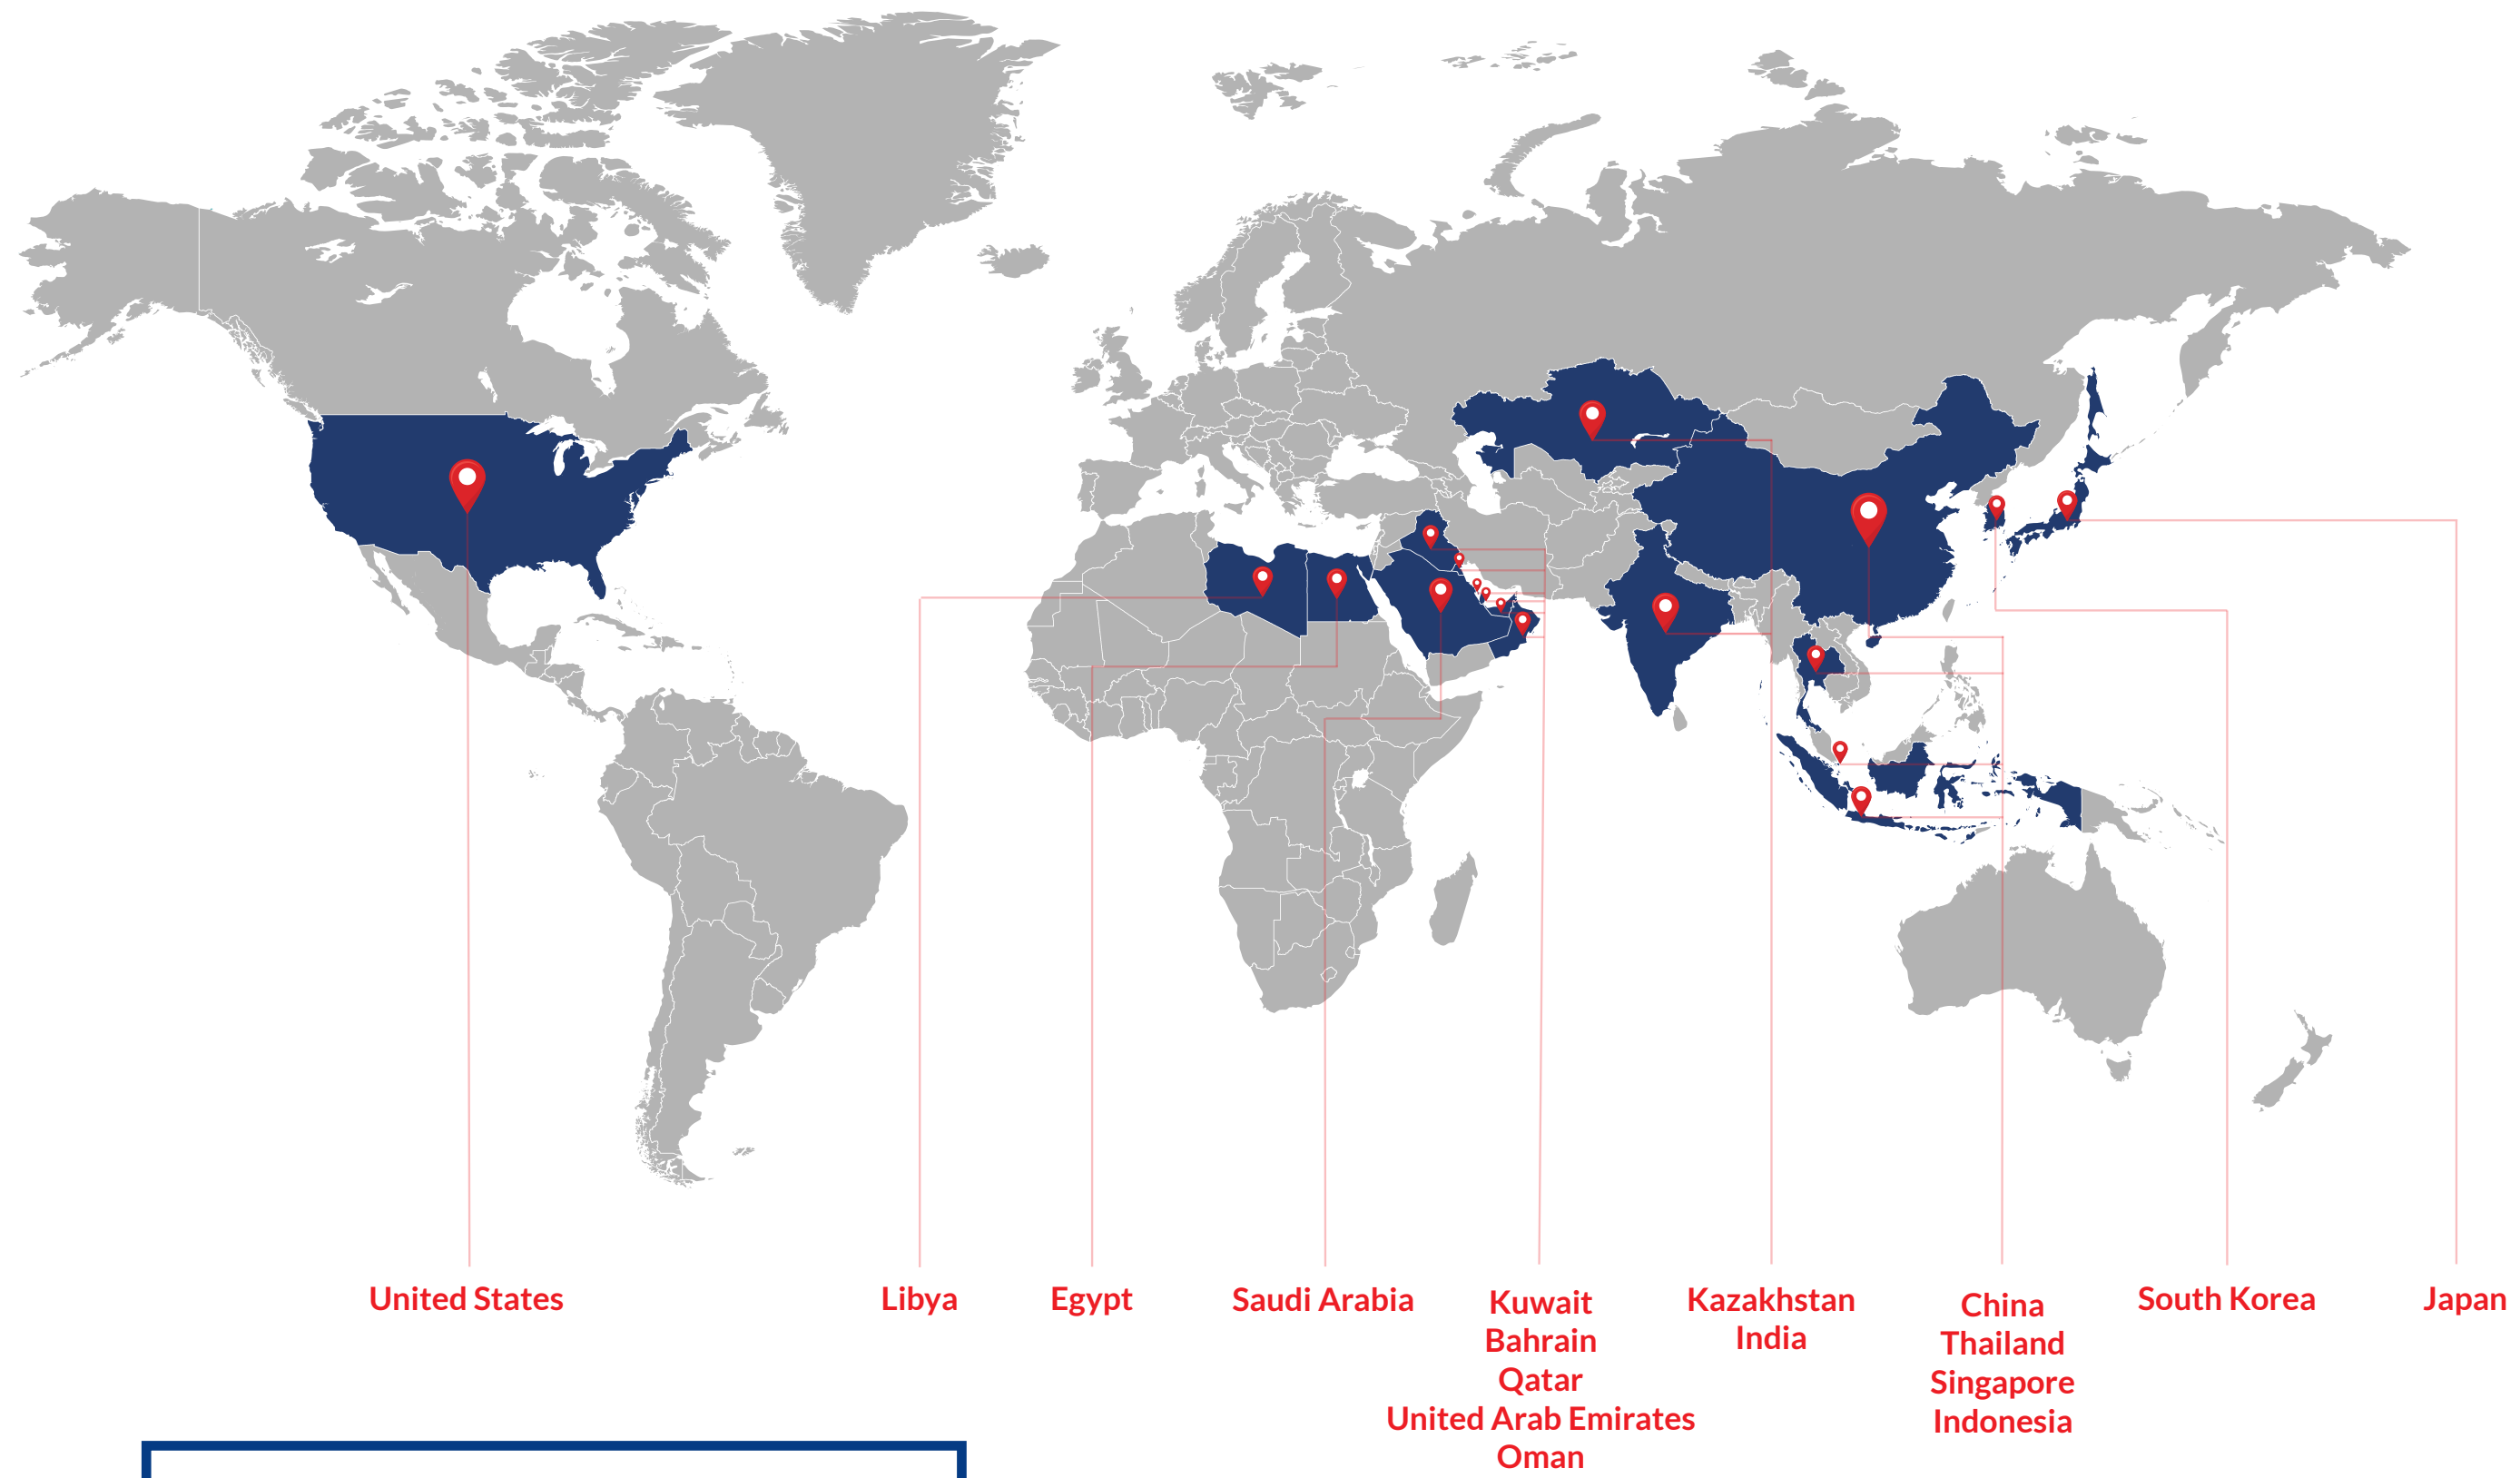 United States
Libya
Egypt
Saudi Arabia
Kuwait
Bahrain
Qatar
United Arab Emirates
Oman
Kazakhstan
India
China
Thailand
Singapore
Indonesia
South Korea
Japan